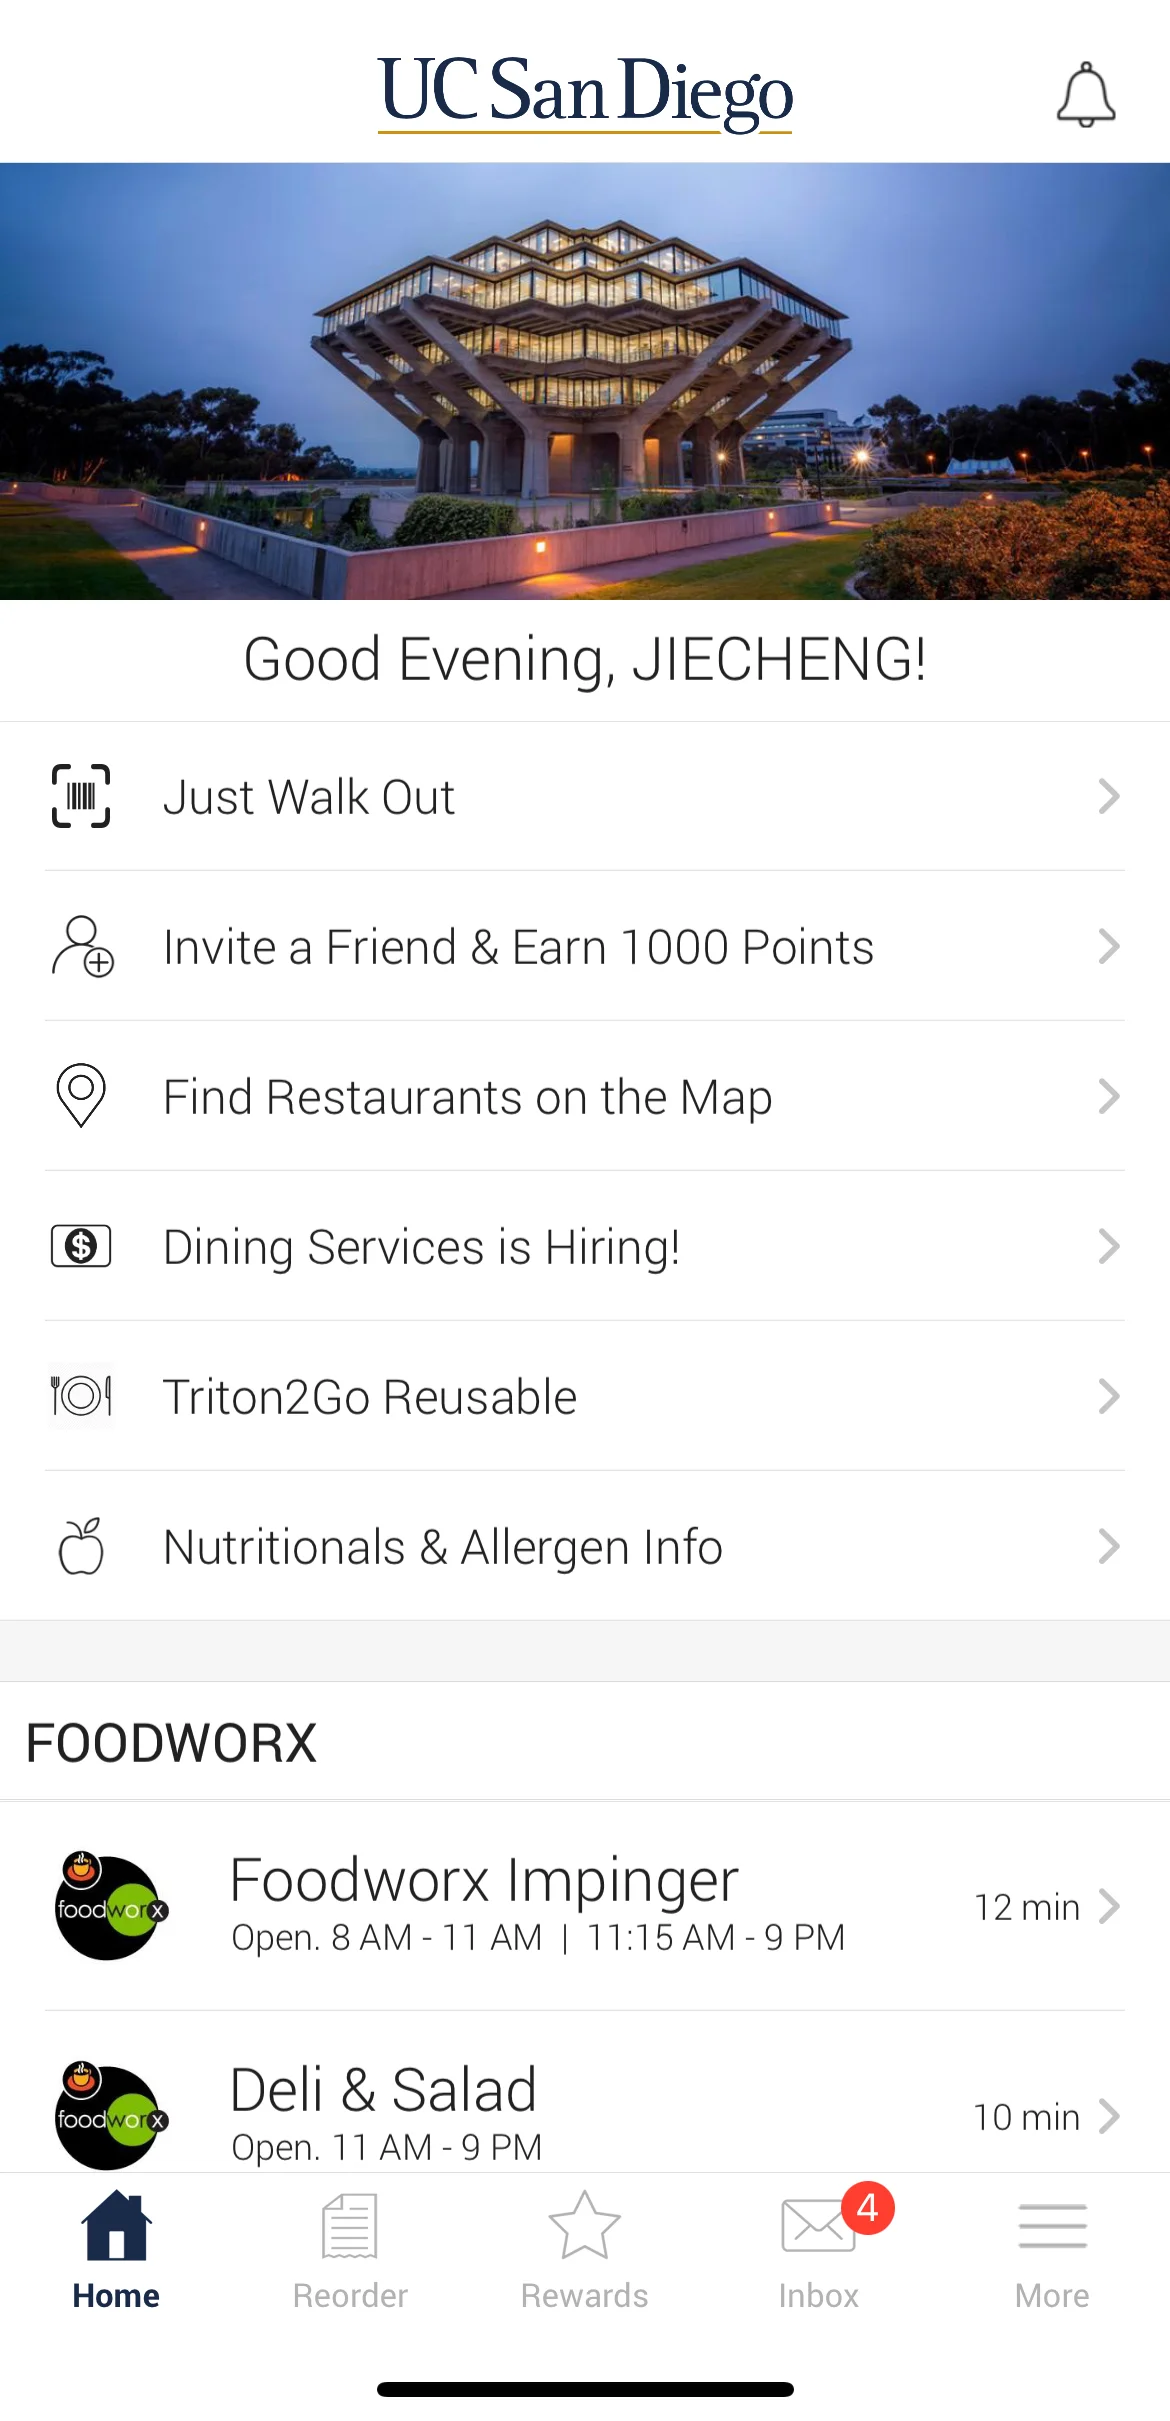 UC San Diego
Good Evening, JIECHENG!
Just Walk Out
Invite a Friend & Earn 1000 Points
Find Restaurants on the Map
Dining Services is Hiring!
Triton2Go Reusable
Nutritionals & Allergen Info
FOODWORX
foodworx
Foodworx Impinger
Open. 8 AM - 11 AM | 11:15 AM - 9 PM
12 min
foodworx
Deli & Salad
Open. 11 AM - 9 PM
10 min
4
Home
Reorder
Rewards
Inbox
More